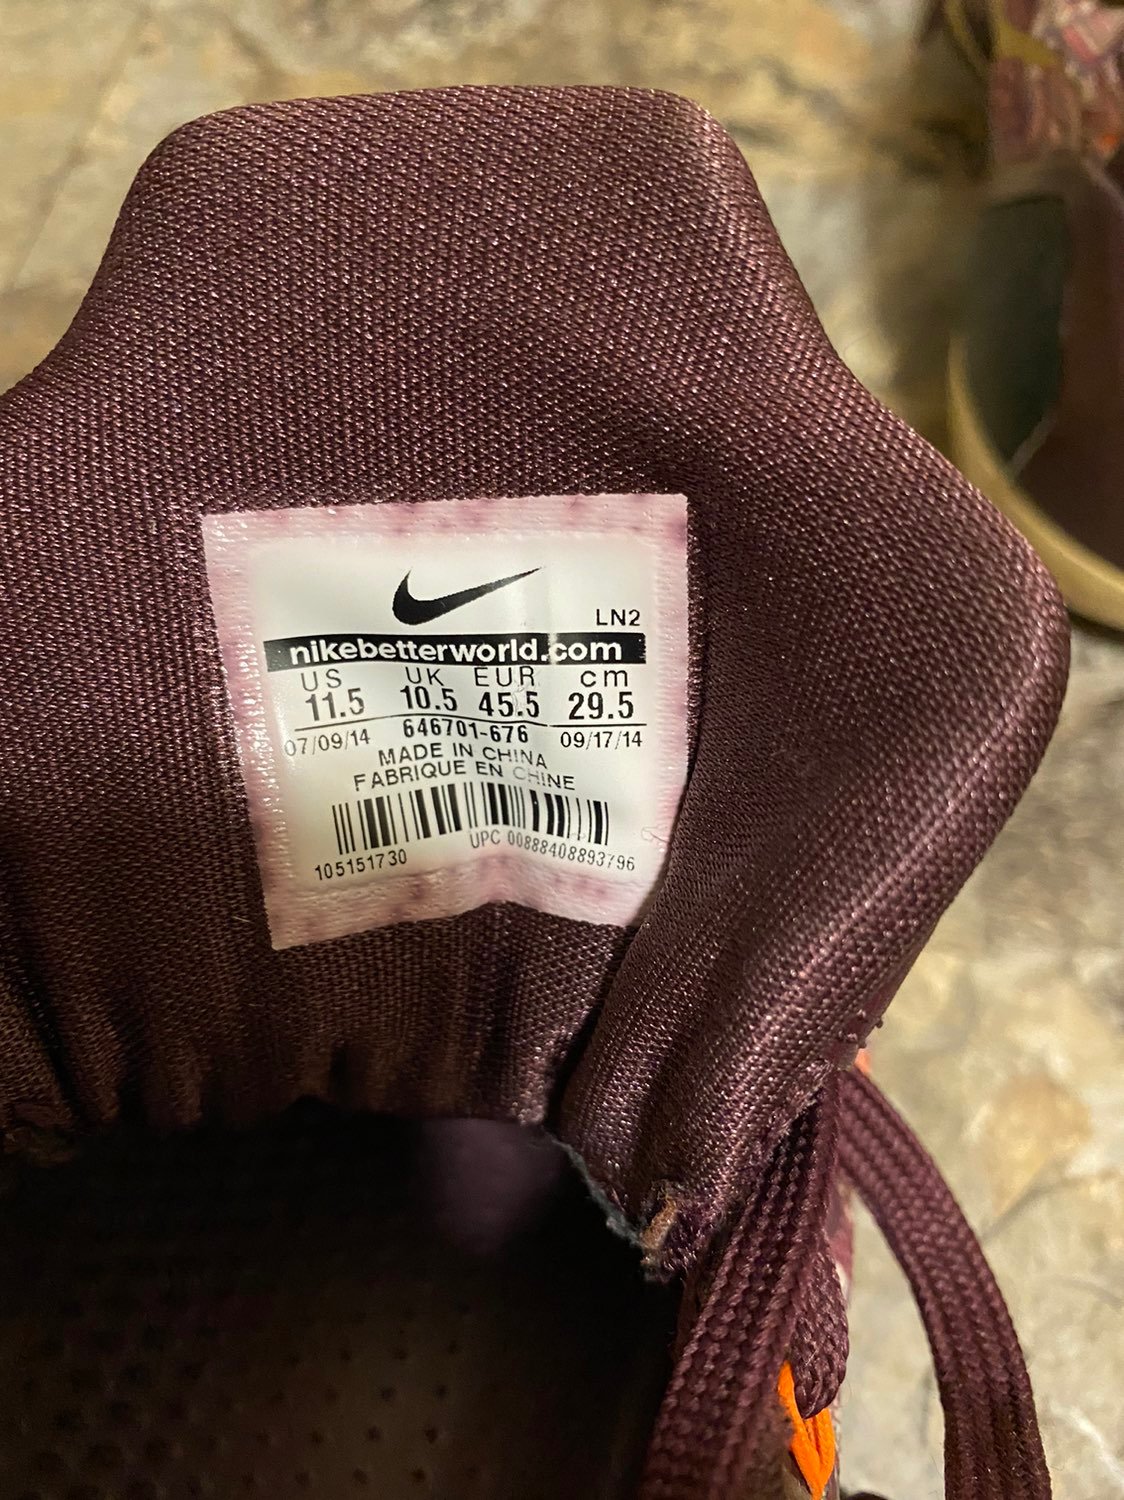 LN2
nikebetterworld.com
US UK EUR cm
11.5 10.5 45.5 29.5
07/09/14 646701-676 09/17/14
MADE IN CHINA
FABRIQUE EN CHINE
105151730 UPC 00888408893796